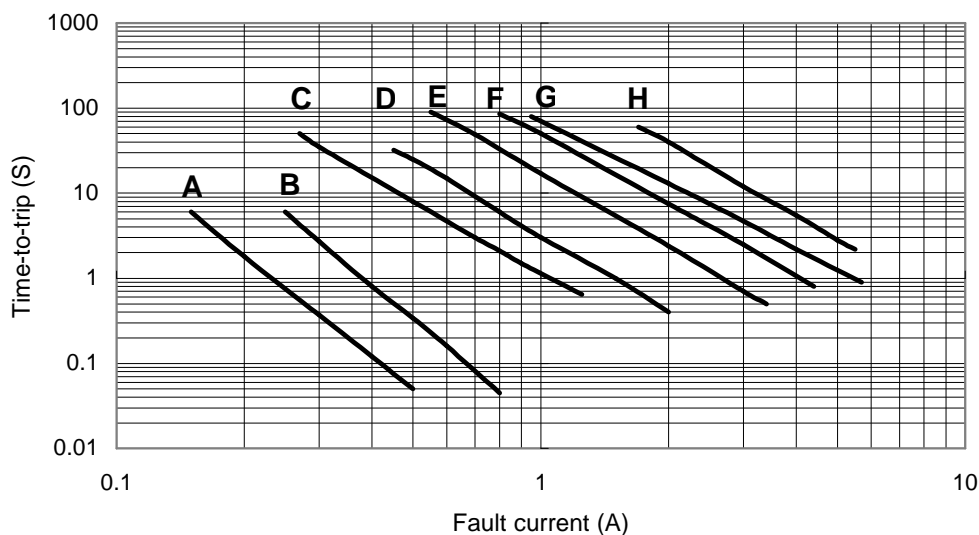 1000
100
10
1
0.1
0.01
Time-to-trip (S)
A
B
C
D
E
F
G
H
0.1
1
10
Fault current (A)